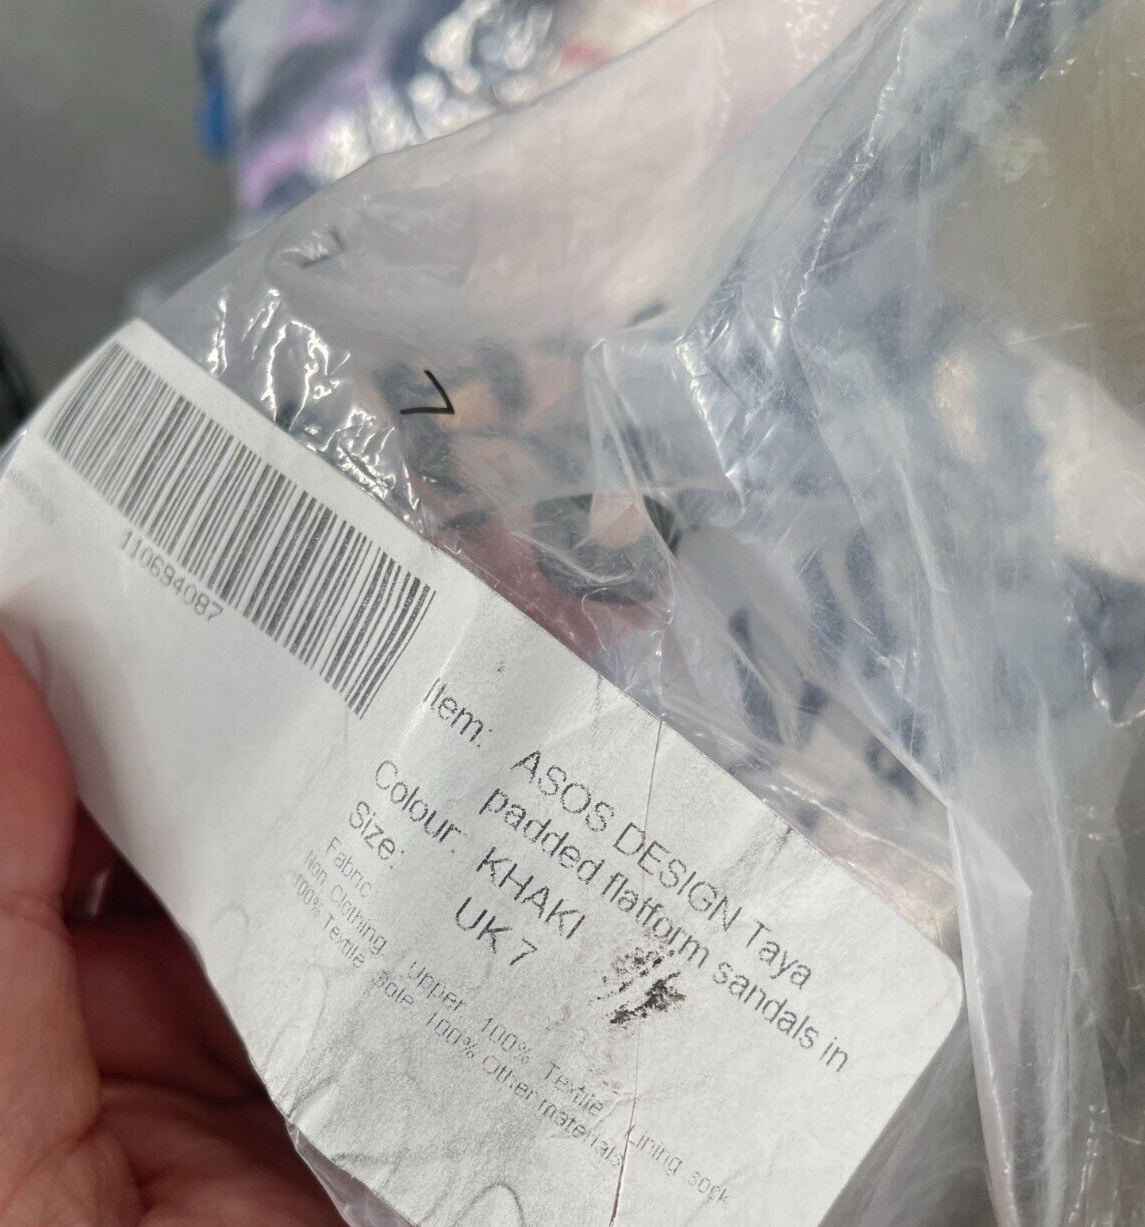 7
110694087
Item: ASOS DESIGN Taya
padded flatform sandals in
Colour: KHAKI
Size: UK 7
Fabric
Non Clothing Upper 100% Textile Lining sock
100% Textile Sole: 100% Other materials